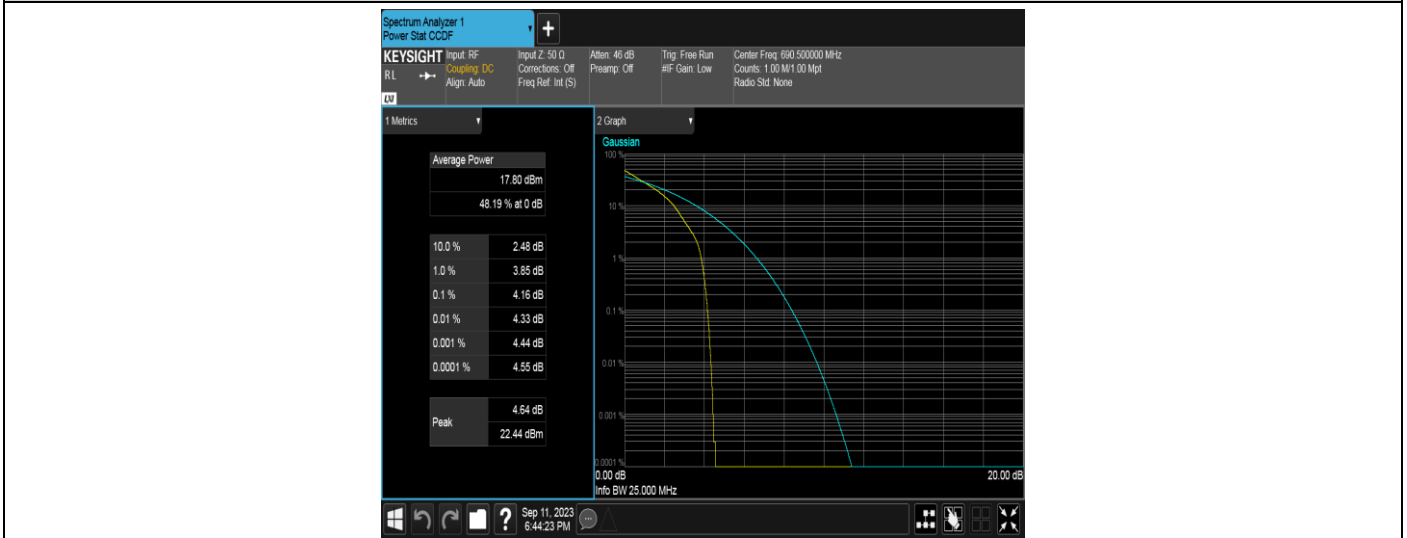 Spectrum Analyzer 1
Power Stat CCDF
KEYSIGHT
RL
LXI
Input: RF
Coupling: DC
Align: Auto
Input Z: 50 Ω
Corrections: Off
Freq Ref: Int (S)
Atten: 46 dB
Preamp: Off
Trig: Free Run
#IF Gain: Low
Center Freq: 690.500000 MHz
Counts: 1.00 M/1.00 Mpt
Radio Std: None
1 Metrics
Average Power
17.80 dBm
48.19 % at 0 dB
10.0 % 2.48 dB
1.0 % 3.85 dB
0.1 % 4.16 dB
0.01 % 4.33 dB
0.001 % 4.44 dB
0.0001 % 4.55 dB
Peak
4.64 dB
22.44 dBm
2 Graph
Gaussian
100 %
10 %
1 %
0.1 %
0.01 %
0.001 %
0.0001 %
0.00 dB 20.00 dB
Info BW 25.000 MHz
Sep 11, 2023
6:44:23 PM